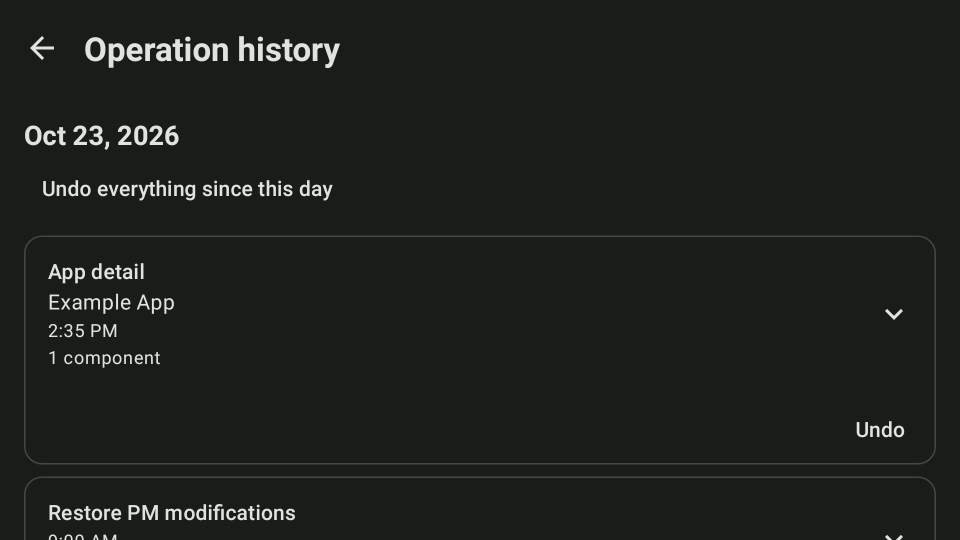 Operation history
Oct 23, 2026
Undo everything since this day
App detail
Example App
2:35 PM
1 component
Undo
Restore PM modifications